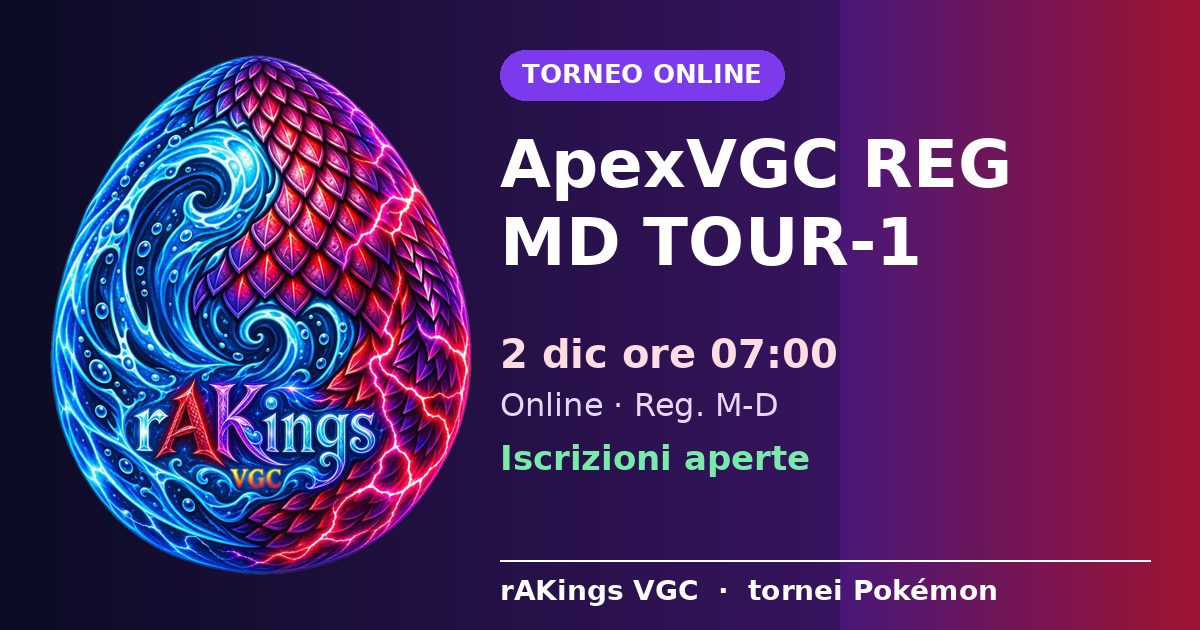 TORNEO ONLINE
ApexVGC REG
MD TOUR-1
2 dic ore 07:00
Online · Reg. M-D
Iscrizioni aperte
rAKings
VGC
rAKings VGC · tornei Pokémon